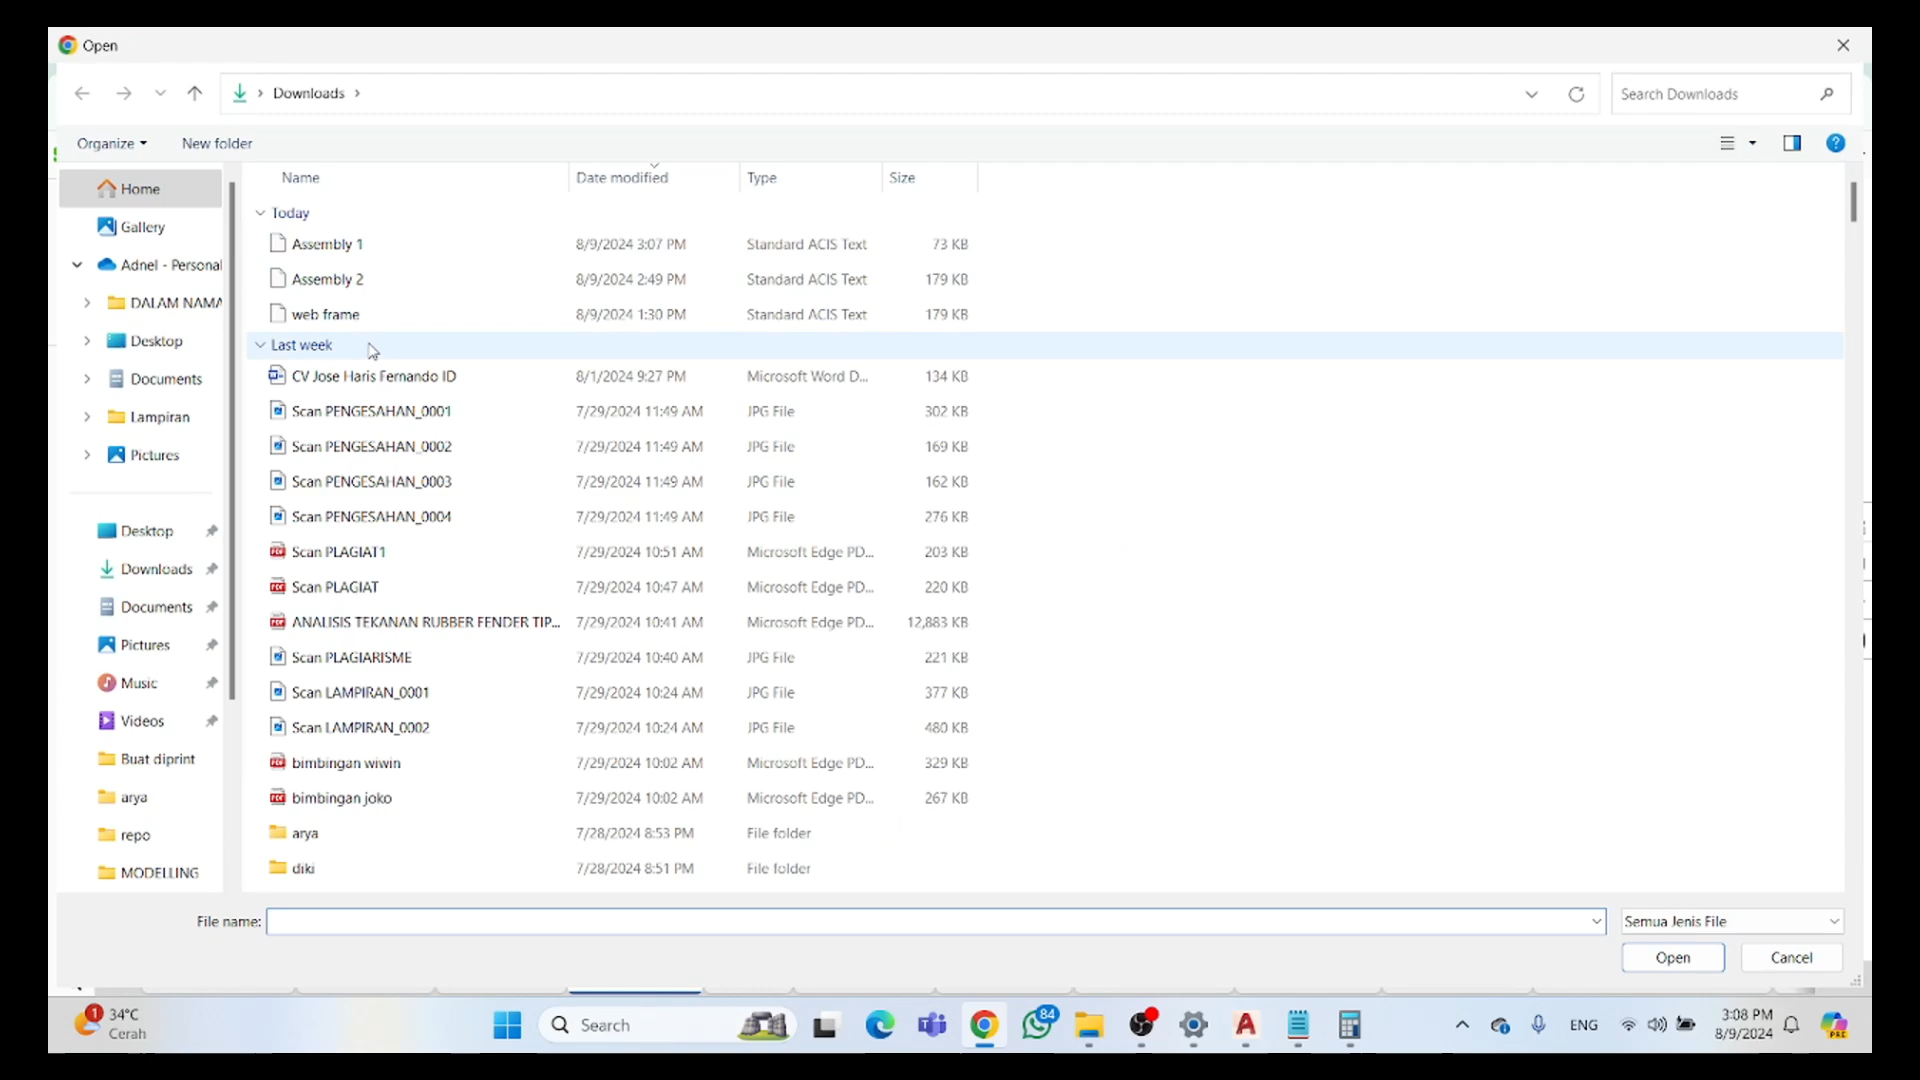 Open
Downloads
Search Downloads
Organize
New folder
Name
Date modified
Type
Size
Home
Gallery
Adnel - Personal
DALAM NAMA
Desktop
Documents
Lampiran
Pictures
Desktop
Downloads
Documents
Pictures
Music
Videos
Buat diprint
arya
repo
MODELLING
Today
Assembly 1 8/9/2024 3:07 PM Standard ACIS Text 73 KB
Assembly 2 8/9/2024 2:49 PM Standard ACIS Text 179 KB
web frame 8/9/2024 1:30 PM Standard ACIS Text 179 KB
Last week
CV Jose Haris Fernando ID 8/1/2024 9:27 PM Microsoft Word D... 134 KB
Scan PENGESAHAN_0001 7/29/2024 11:49 AM JPG File 302 KB
Scan PENGESAHAN_0002 7/29/2024 11:49 AM JPG File 169 KB
Scan PENGESAHAN_0003 7/29/2024 11:49 AM JPG File 162 KB
Scan PENGESAHAN_0004 7/29/2024 11:49 AM JPG File 276 KB
Scan PLAGIAT1 7/29/2024 10:51 AM Microsoft Edge PD... 203 KB
Scan PLAGIAT 7/29/2024 10:47 AM Microsoft Edge PD... 220 KB
ANALISIS TEKANAN RUBBER FENDER TIP... 7/29/2024 10:41 AM Microsoft Edge PD... 12,883 KB
Scan PLAGIARISME 7/29/2024 10:40 AM JPG File 221 KB
Scan LAMPIRAN_0001 7/29/2024 10:24 AM JPG File 377 KB
Scan LAMPIRAN_0002 7/29/2024 10:24 AM JPG File 480 KB
bimbingan wiwin 7/29/2024 10:02 AM Microsoft Edge PD... 329 KB
bimbingan joko 7/29/2024 10:02 AM Microsoft Edge PD... 267 KB
arya 7/28/2024 8:53 PM File folder
diki 7/28/2024 8:51 PM File folder
File name:
Semua Jenis File
Open
Cancel
1
34°C
Cerah
Search
84
ENG
3:08 PM
8/9/2024
PRE